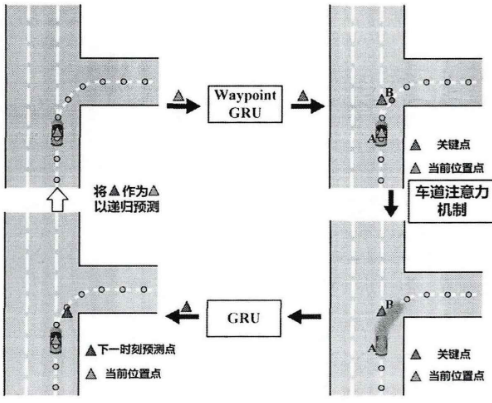 Waypoint
GRU
B
A
关键点
当前位置点
将▲作为▲
以递归预测
车道注意力
机制
GRU
下一时刻预测点
当前位置点
B
A
关键点
当前位置点